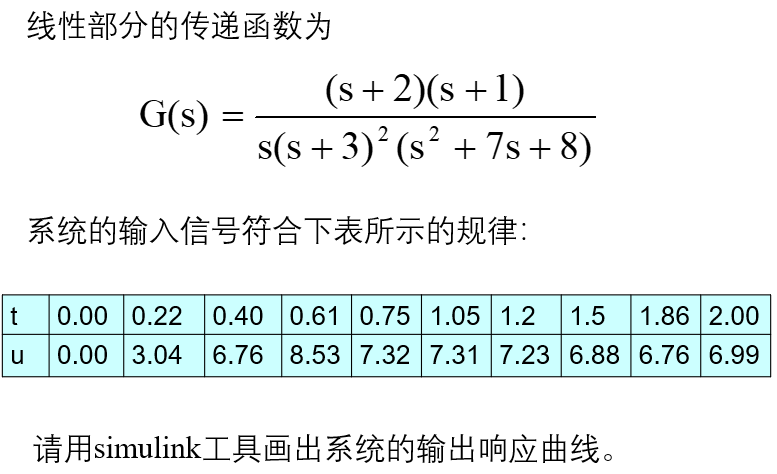 线性部分的传递函数为
G(s) = (s + 2)(s + 1) / s(s + 3)² (s² + 7s + 8)
系统的输入信号符合下表所示的规律：
t 0.00 0.22 0.40 0.61 0.75 1.05 1.2 1.5 1.86 2.00
u 0.00 3.04 6.76 8.53 7.32 7.31 7.23 6.88 6.76 6.99
请用simulink工具画出系统的输出响应曲线。